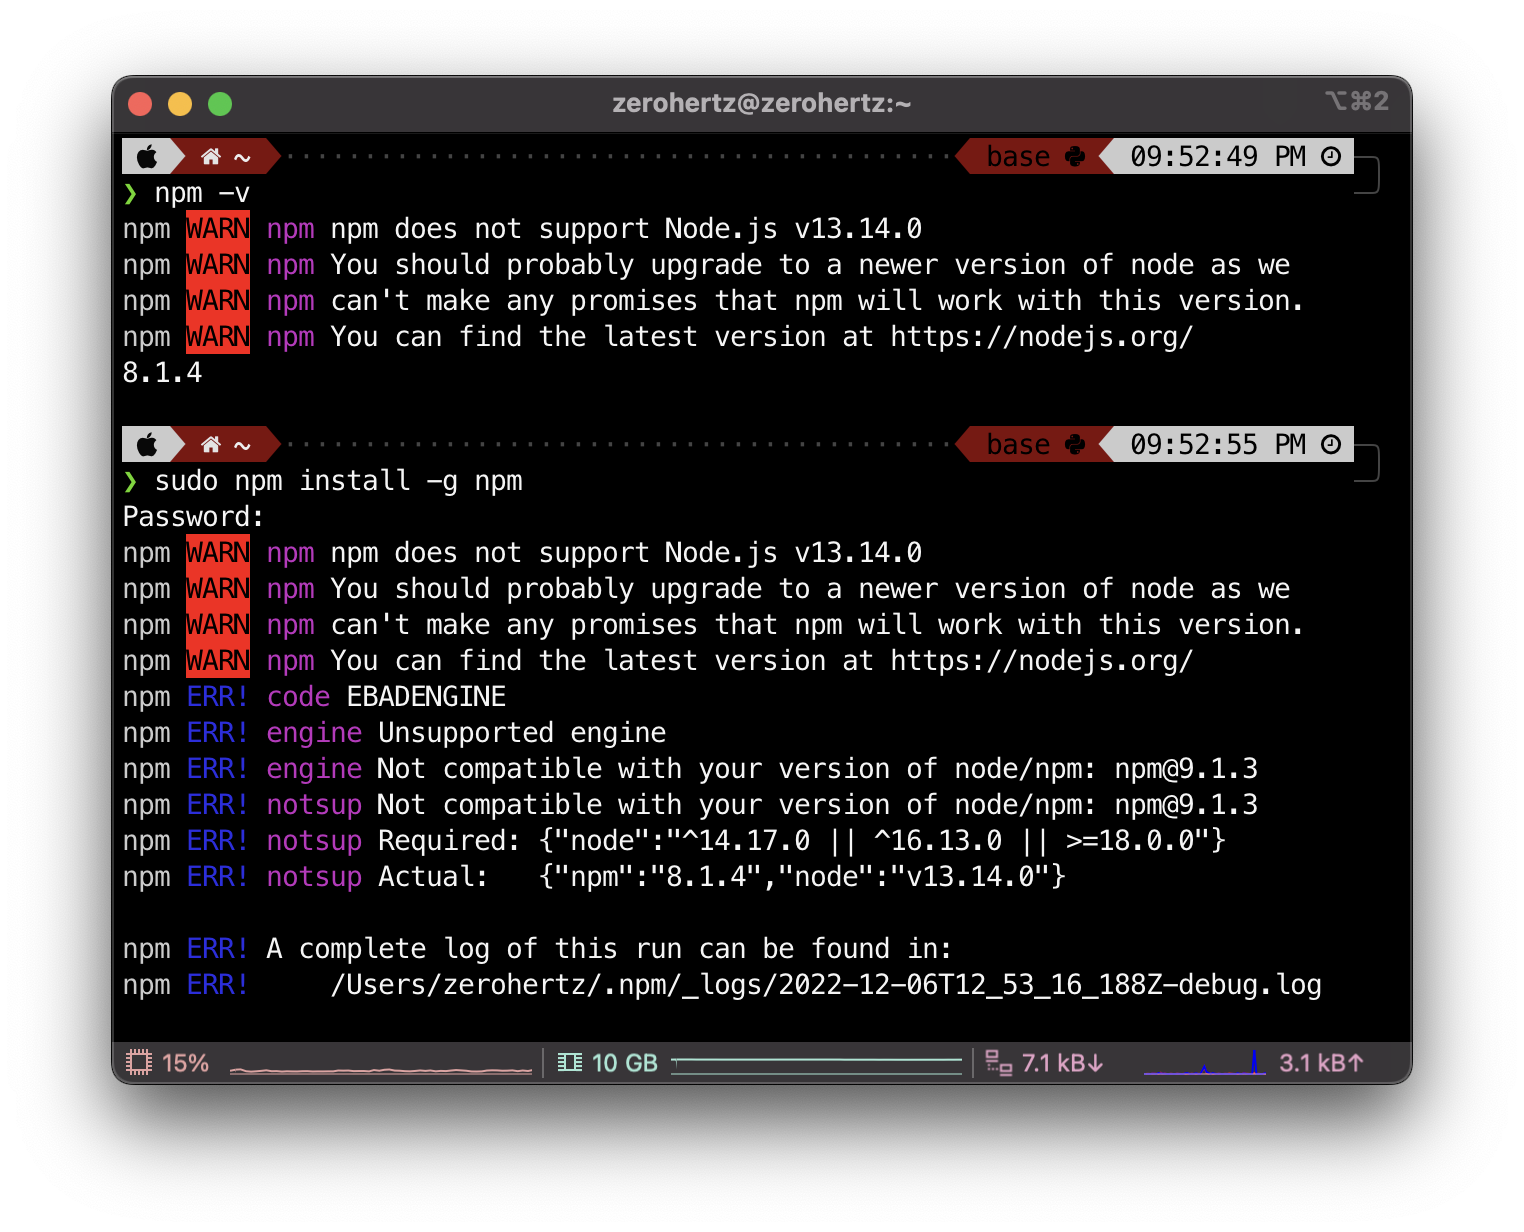 zerohertz@zerohertz:~ ⌥⌘2
~ base 09:52:49 PM
❯ npm -v
npm WARN npm npm does not support Node.js v13.14.0
npm WARN npm You should probably upgrade to a newer version of node as we
npm WARN npm can't make any promises that npm will work with this version.
npm WARN npm You can find the latest version at https://nodejs.org/
8.1.4
~ base 09:52:55 PM
❯ sudo npm install -g npm
Password:
npm WARN npm npm does not support Node.js v13.14.0
npm WARN npm You should probably upgrade to a newer version of node as we
npm WARN npm can't make any promises that npm will work with this version.
npm WARN npm You can find the latest version at https://nodejs.org/
npm ERR! code EBADENGINE
npm ERR! engine Unsupported engine
npm ERR! engine Not compatible with your version of node/npm: npm@9.1.3
npm ERR! notsup Not compatible with your version of node/npm: npm@9.1.3
npm ERR! notsup Required: {"node":"^14.17.0 || ^16.13.0 || >=18.0.0"}
npm ERR! notsup Actual:   {"npm":"8.1.4","node":"v13.14.0"}
npm ERR! A complete log of this run can be found in:
npm ERR!     /Users/zerohertz/.npm/_logs/2022-12-06T12_53_16_188Z-debug.log
15% 10 GB 7.1 kB↓ 3.1 kB↑